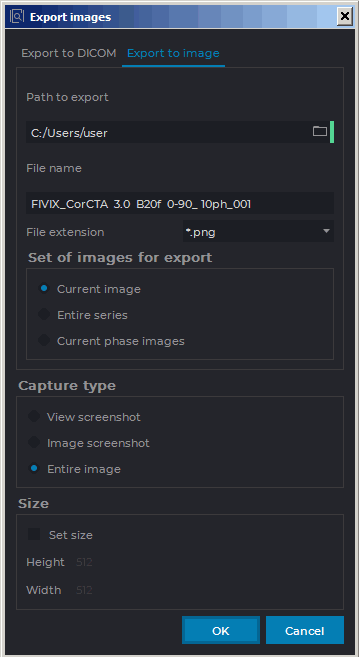 Export images
Export to DICOM Export to image
Path to export
C:/Users/user
File name
FIVIX_CorCTA 3.0 B20f 0-90_ 10ph_001
File extension *.png
Set of images for export
Current image
Entire series
Current phase images
Capture type
View screenshot
Image screenshot
Entire image
Size
Set size
Height 512
Width 512
OK Cancel